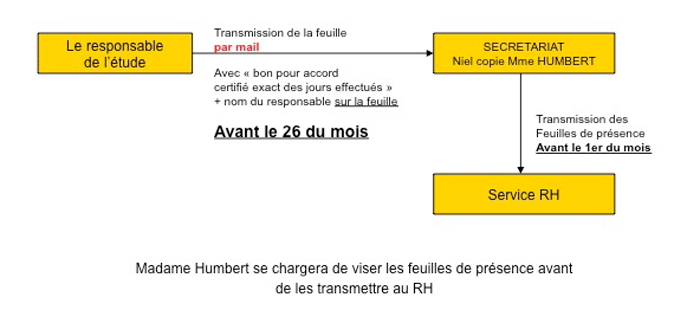 Le responsable
de l'étude
Transmission de la feuille
par mail
Avec « bon pour accord
certifié exact des jours effectués »
+ nom du responsable sur la feuille
Avant le 26 du mois
SECRETARIAT
Niel copie Mme HUMBERT
Transmission des
Feuilles de présence
Avant le 1er du mois
Service RH
Madame Humbert se chargera de viser les feuilles de présence avant
de les transmettre au RH